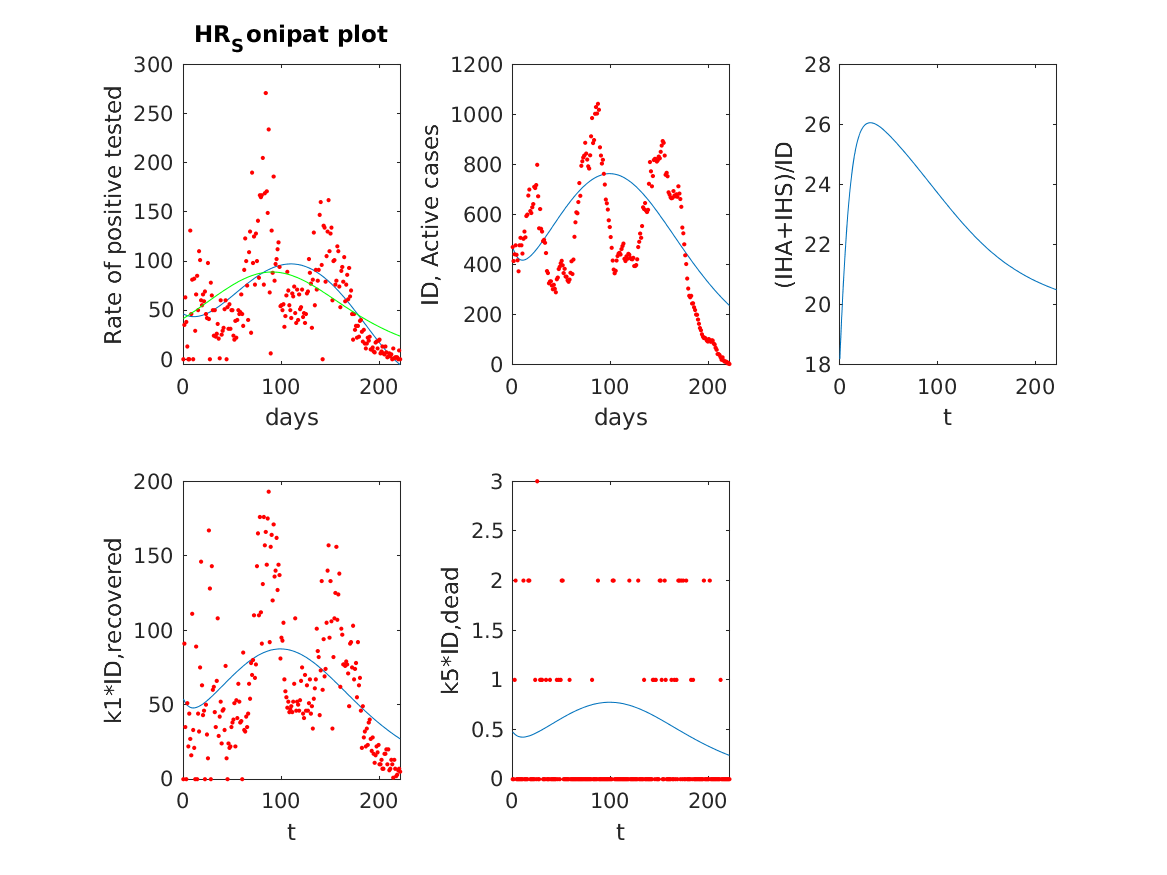 HR_Sonipat plot
300
250
200
150
100
50
0
Rate of positive tested
0 100 200
days
1200
1000
800
600
400
200
0
ID, Active cases
0 100 200
days
28
26
24
22
20
18
(IHA+IHS)/ID
0 100 200
t
200
150
100
50
0
k1*ID,recovered
0 100 200
t
3
2.5
2
1.5
1
0.5
0
k5*ID,dead
0 100 200
t